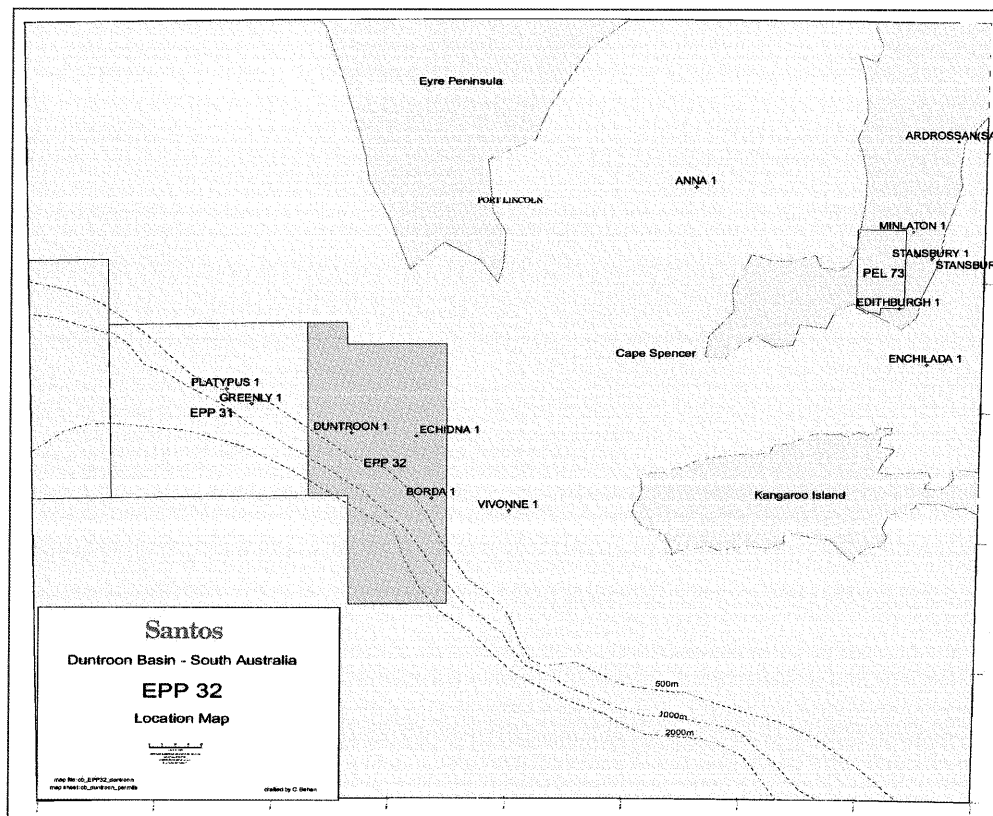 Eyre Peninsula
ARDROSSAN(SA
ANNA 1
PORT LINCOLN
MINLATON 1
STANSBURY 1
STANSBUR
PEL 73
EDITHBURGH 1
Cape Spencer
ENCHILADA 1
PLATYPUS 1
GREENLY 1
EPP 31
DUNTROON 1
ECHIDNA 1
EPP 32
BORDA 1
VIVONNE 1
Kangaroo Island
500m
1000m
2000m
Santos
Duntroon Basin - South Australia
EPP 32
Location Map
drafted by C. Behan